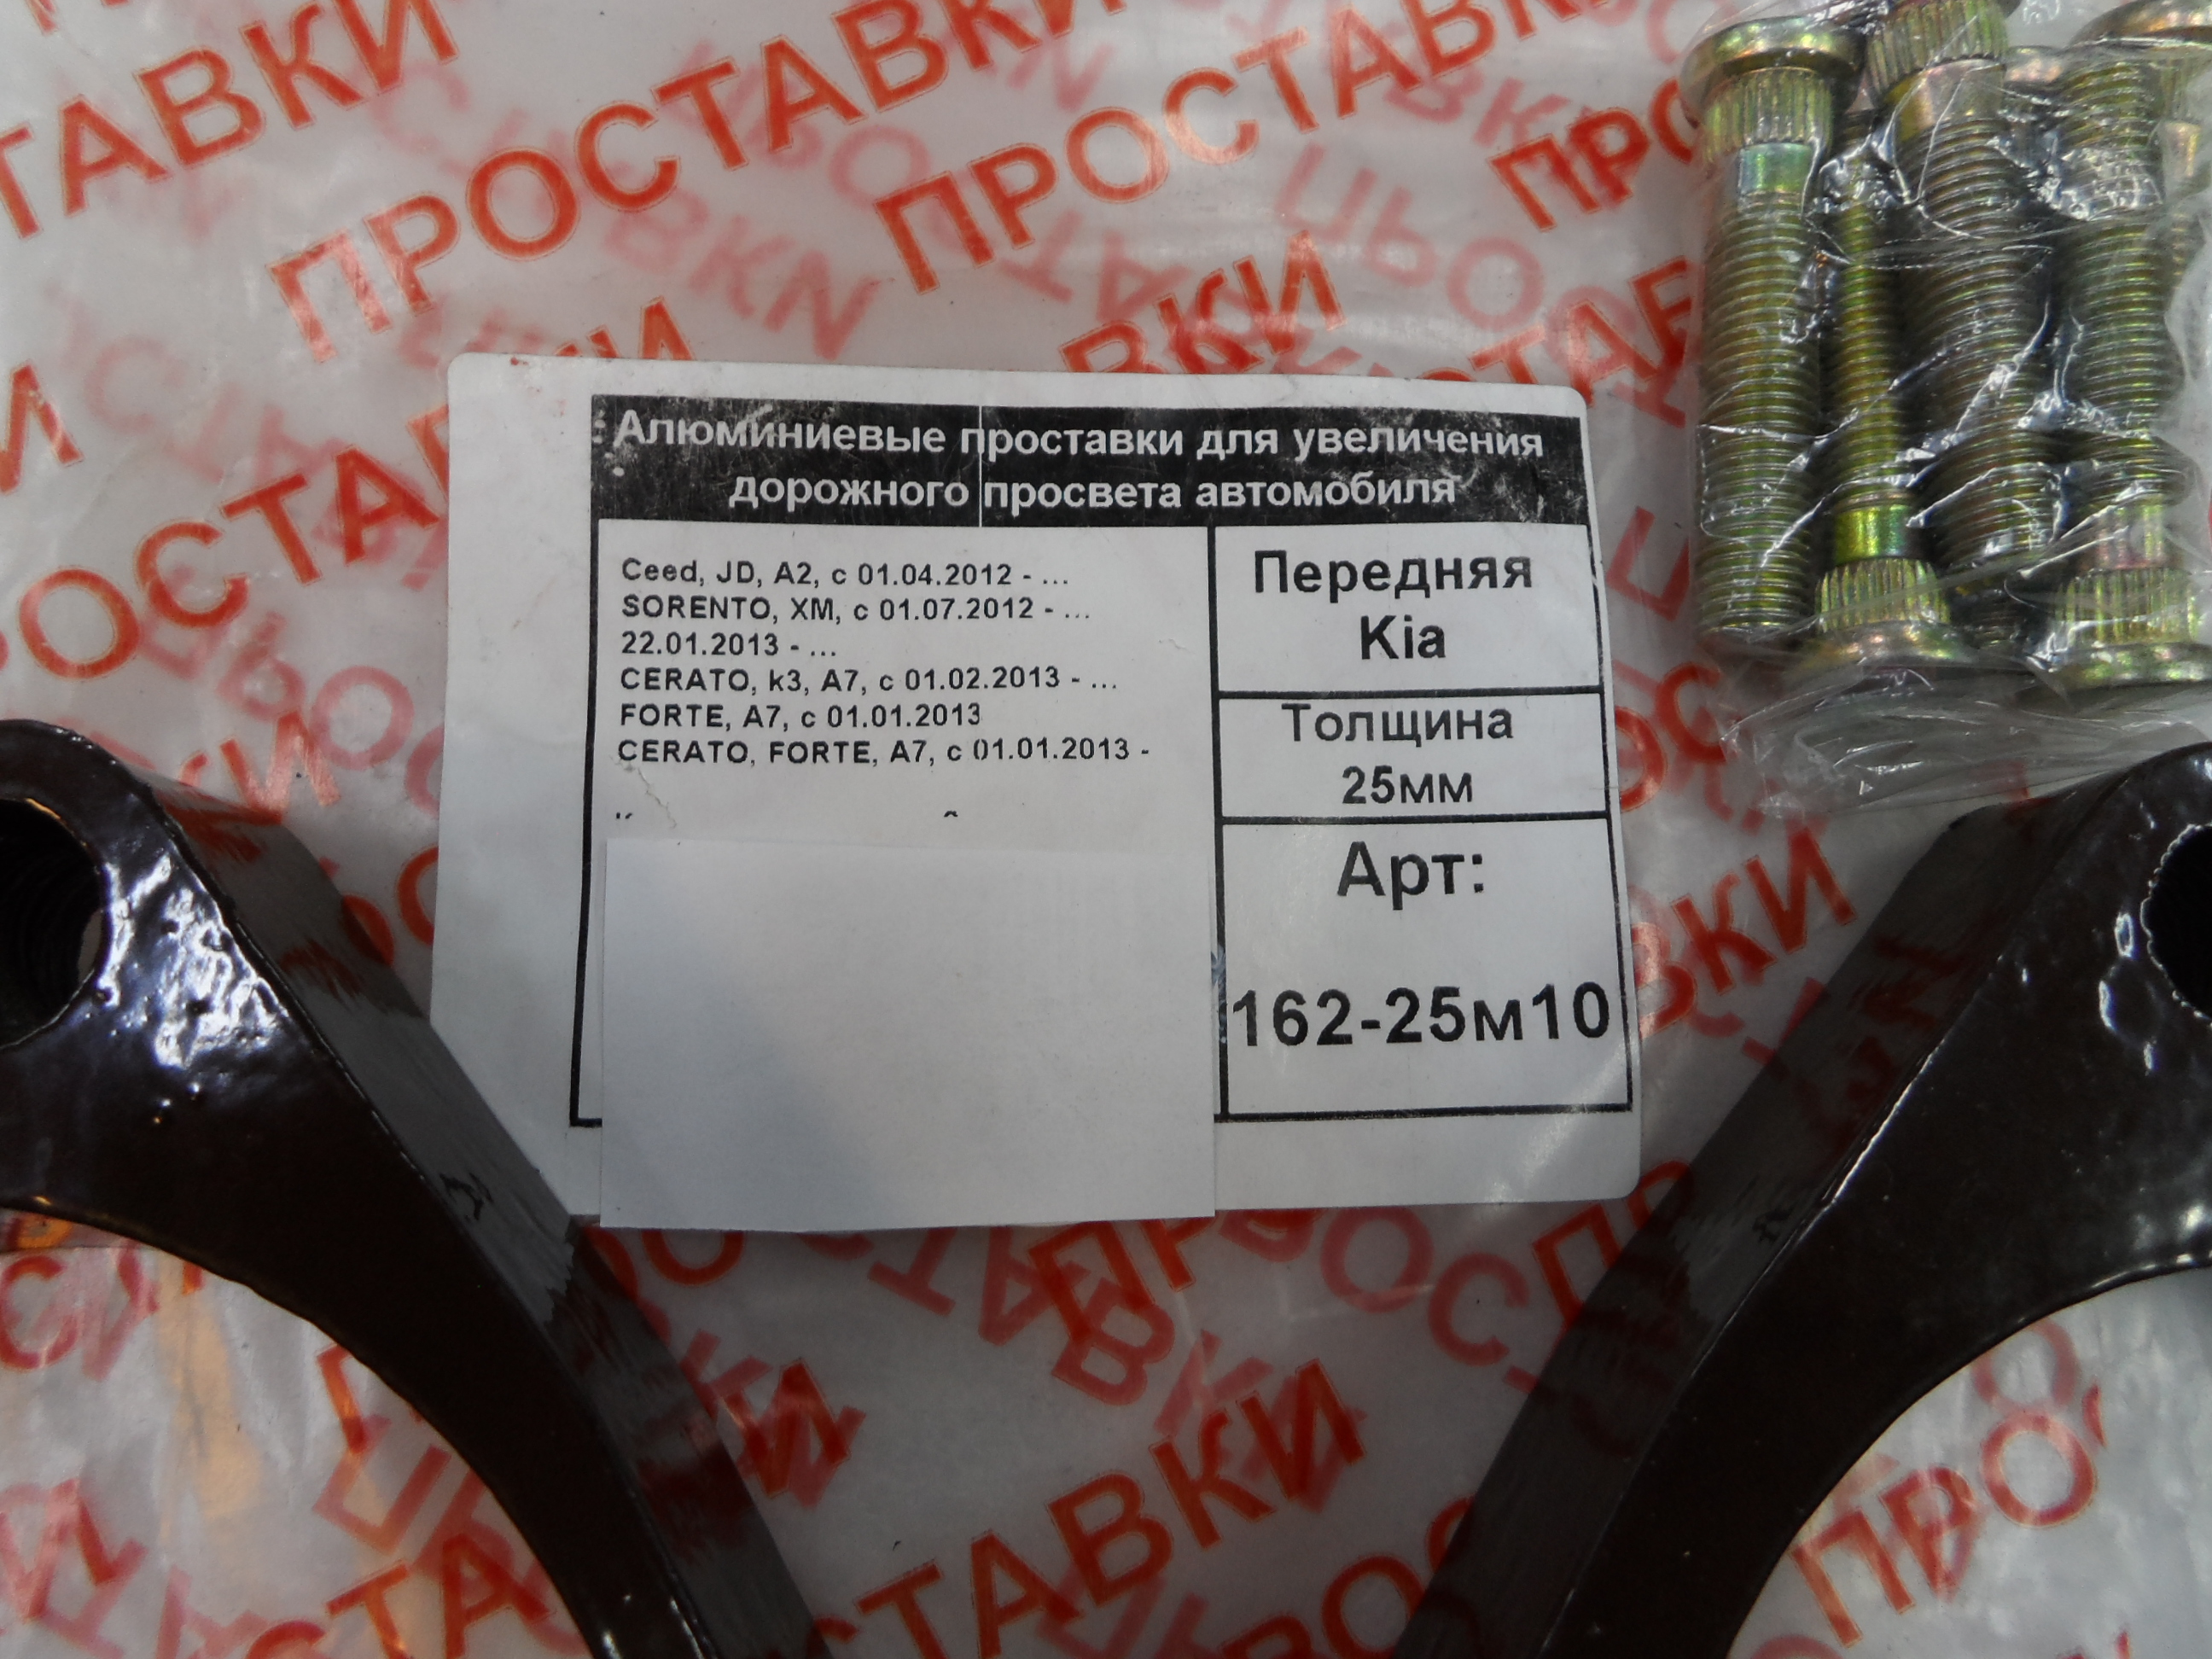 ПРОСТАВКИ
ПРОСТАВКИ
Алюминиевые проставки для увеличения
дорожного просвета автомобиля
Ceed, JD, A2, с 01.04.2012 - ...
SORENTO, XM, с 01.07.2012 - ...
22.01.2013 - ...
CERATO, k3, A7, с 01.02.2013 - ...
FORTE, A7, с 01.01.2013
CERATO, FORTE, A7, с 01.01.2013 -
Передняя
Kia
Толщина
25мм
Арт:
162-25м10